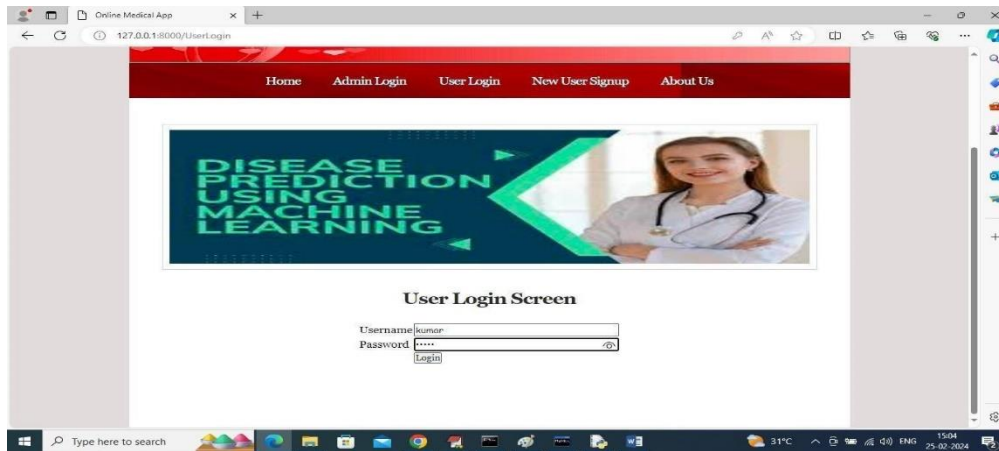 Online Medical App
127.0.0.1:8000/UserLogin
Home Admin Login User Login New User Signup About Us
DISEASE
PREDICTION
USING
MACHINE
LEARNING
User Login Screen
Username kumar
Password •••••
Login
Type here to search
31°C
ENG
15:04
25-02-2024